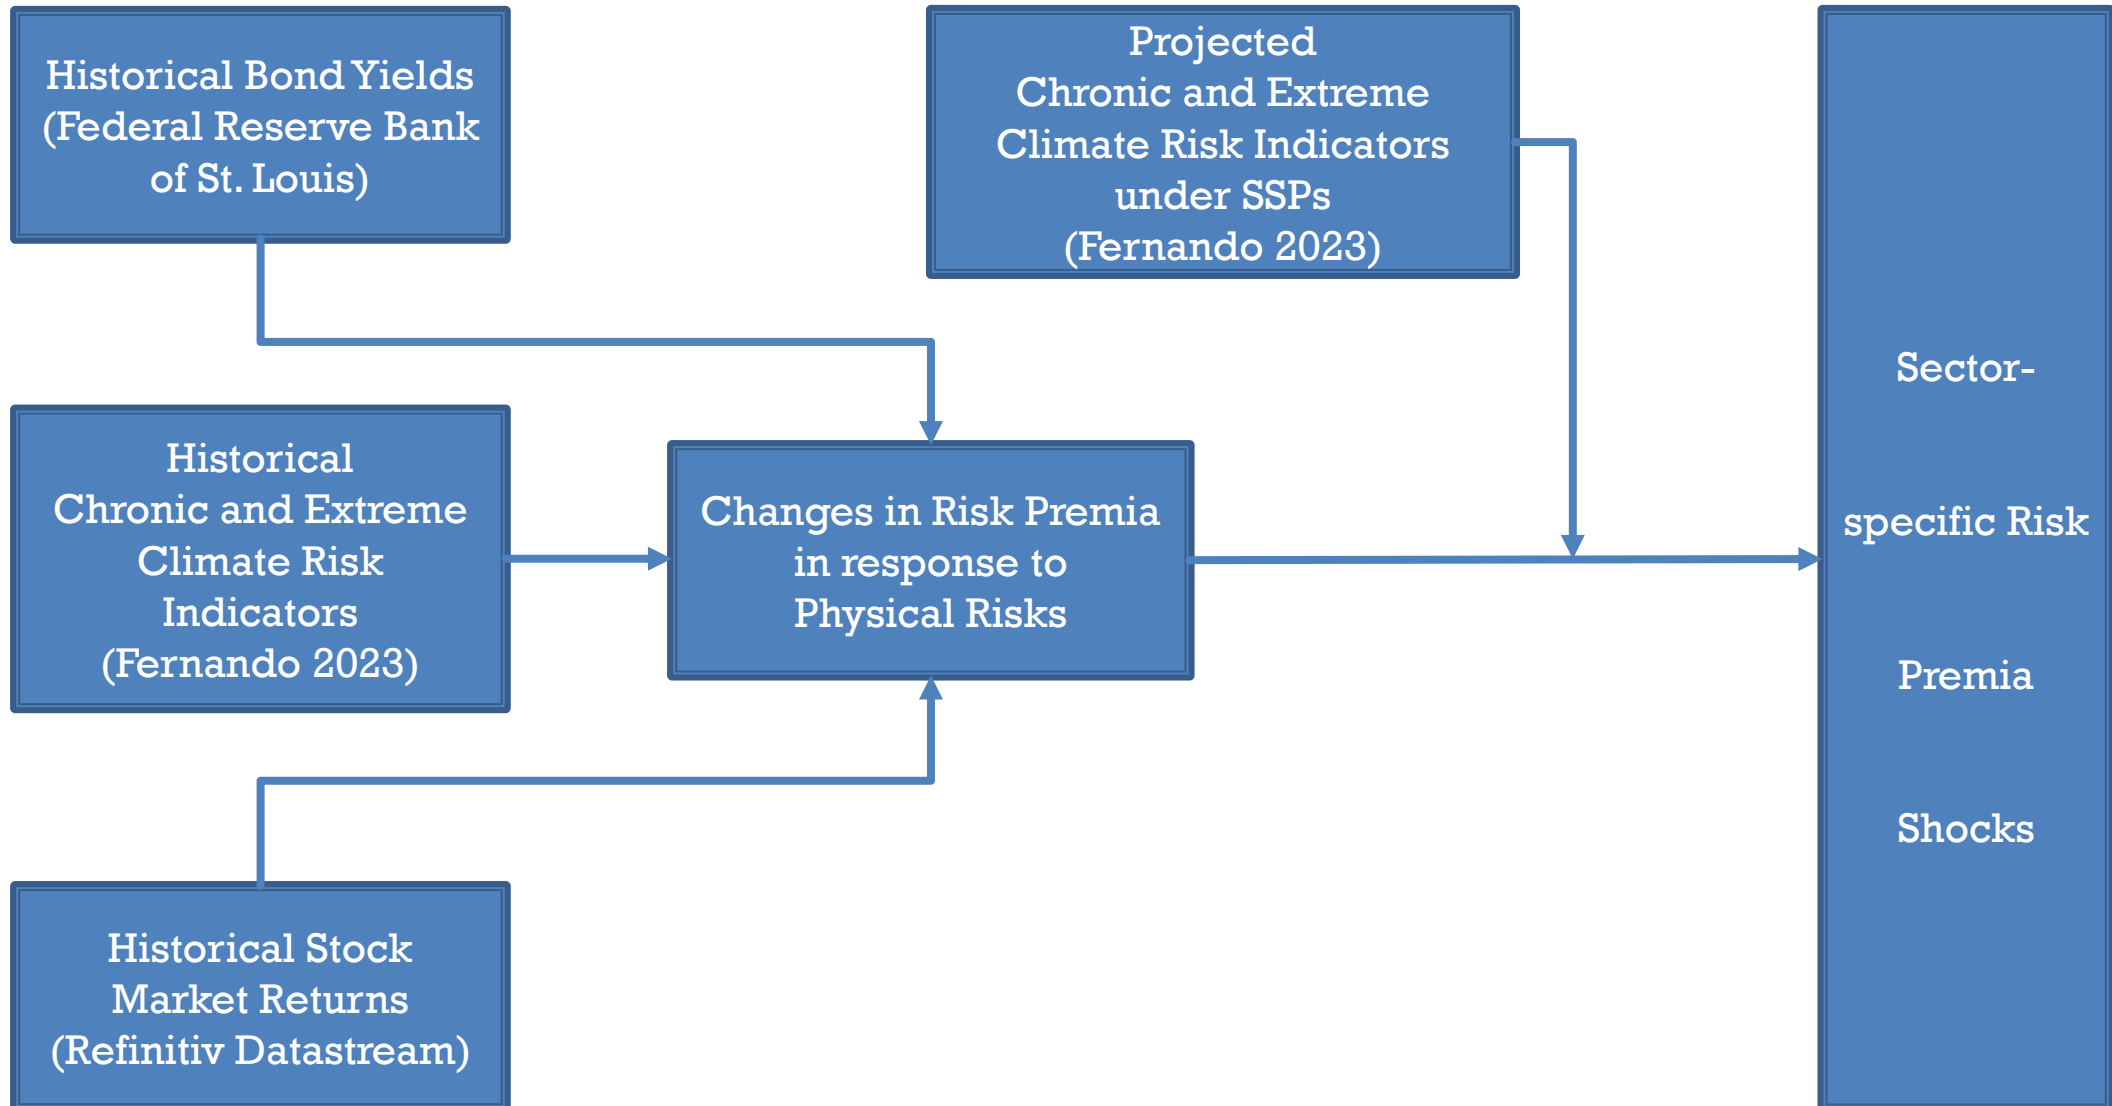 Historical Bond Yields
(Federal Reserve Bank
of St. Louis)
Projected
Chronic and Extreme
Climate Risk Indicators
under SSPs
(Fernando 2023)
Historical
Chronic and Extreme
Climate Risk
Indicators
(Fernando 2023)
Changes in Risk Premia
in response to
Physical Risks
Historical Stock
Market Returns
(Refinitiv Datastream)
Sector-
specific Risk
Premia
Shocks